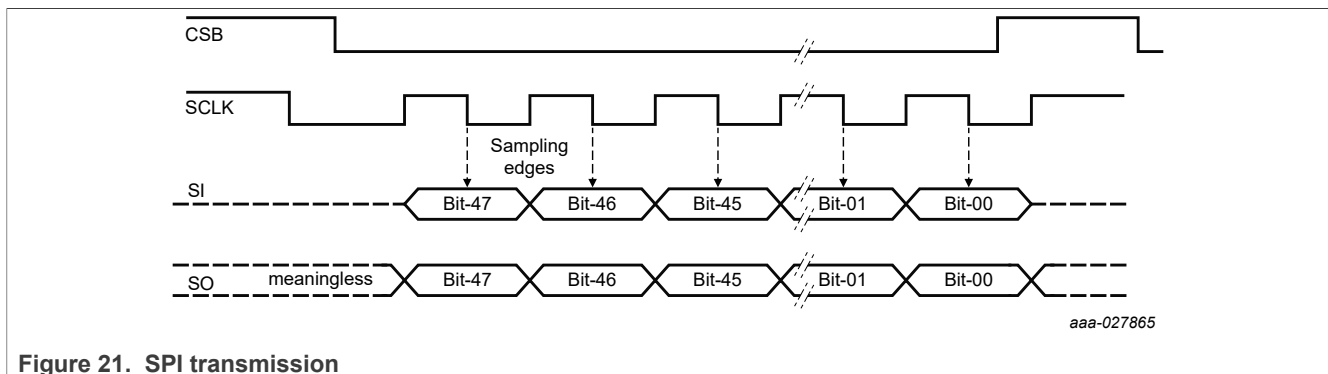 CSB
SCLK
Sampling
edges
SI
Bit-47 Bit-46 Bit-45 Bit-01 Bit-00
SO meaningless Bit-47 Bit-46 Bit-45 Bit-01 Bit-00
aaa-027865
Figure 21. SPI transmission